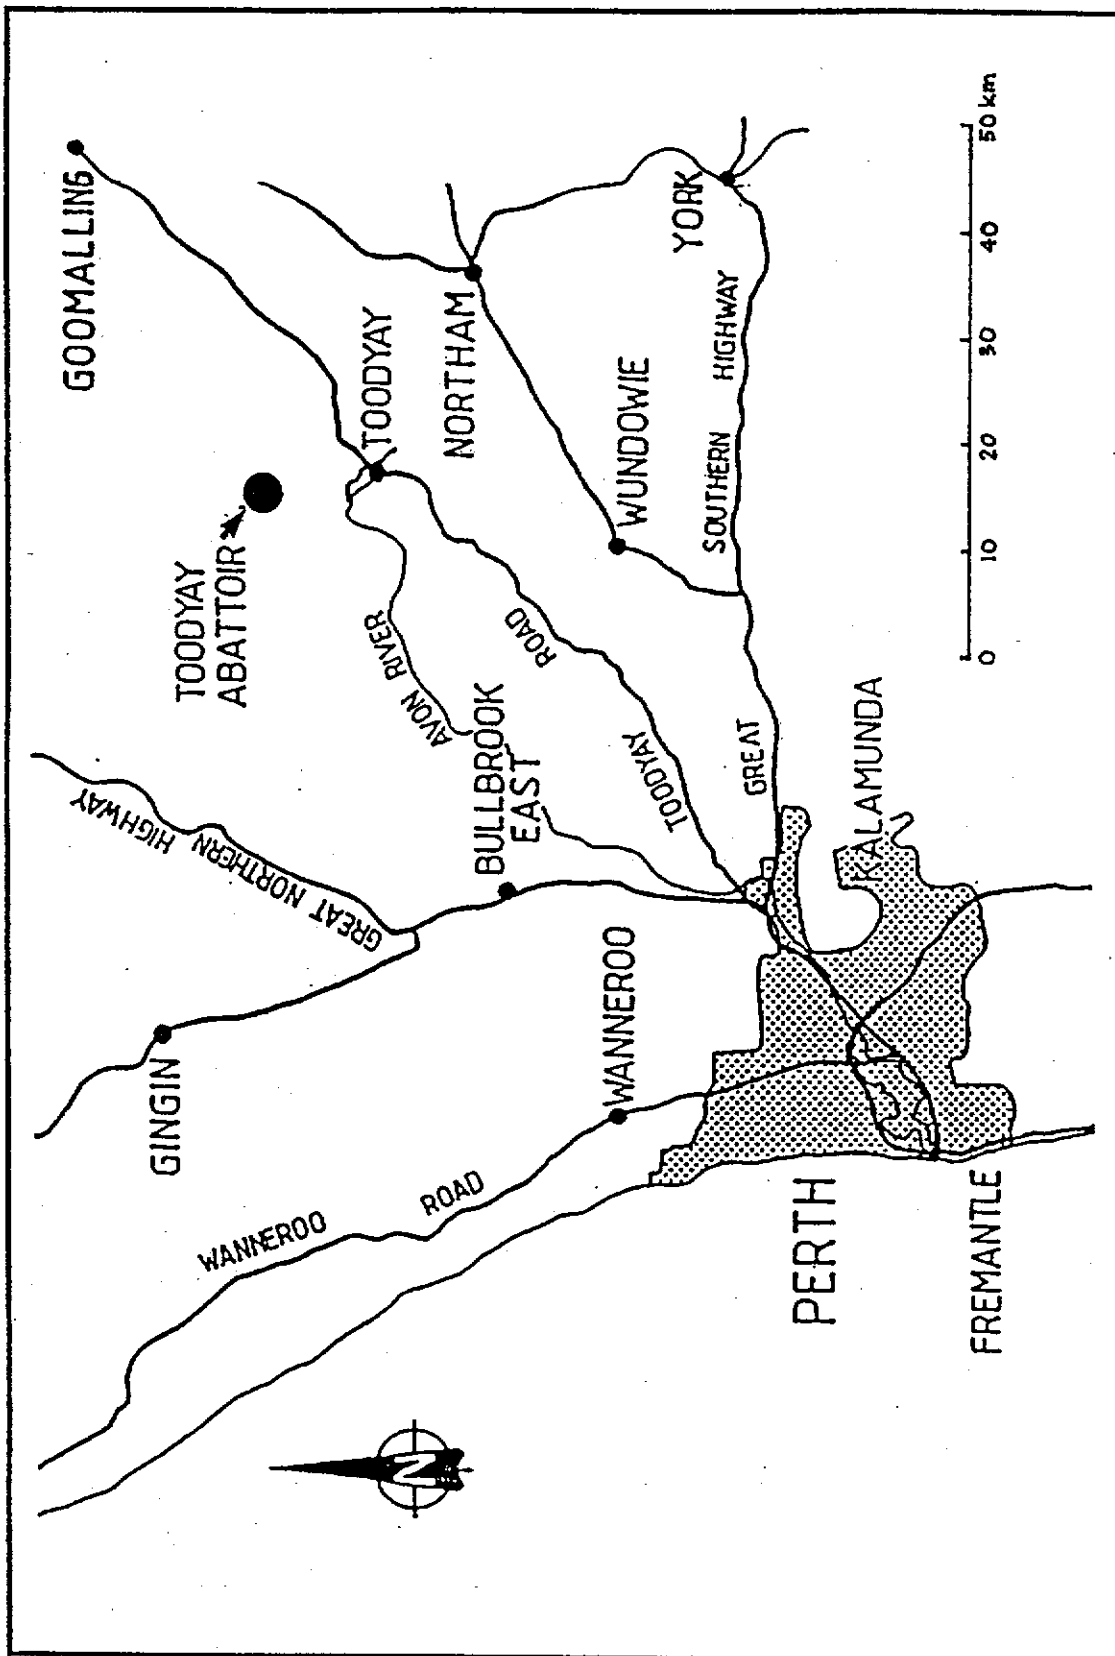 GOOMALLING
TOODYAY
ABATTOIR
GREAT NORTHERN HIGHWAY
GINGIN
WANNEROO ROAD
AVON RIVER
TOODYAY
N
NORTHAM
BULLBROOK
EAST
TOODYAY ROAD
WANNEROO
WUNDOWIE
YORK
GREAT SOUTHERN HIGHWAY
KALAMUNDA
PERTH
FREMANTLE
0 10 20 30 40 50 km